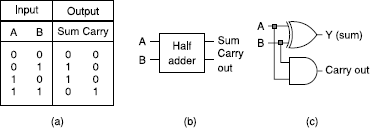 Input Output
A B Sum Carry
0 0 0 0
0 1 1 0
1 0 1 0
1 1 0 1
(a)
A
B
Half
adder
Sum
Carry
out
(b)
A
B
Y (sum)
Carry out
(c)